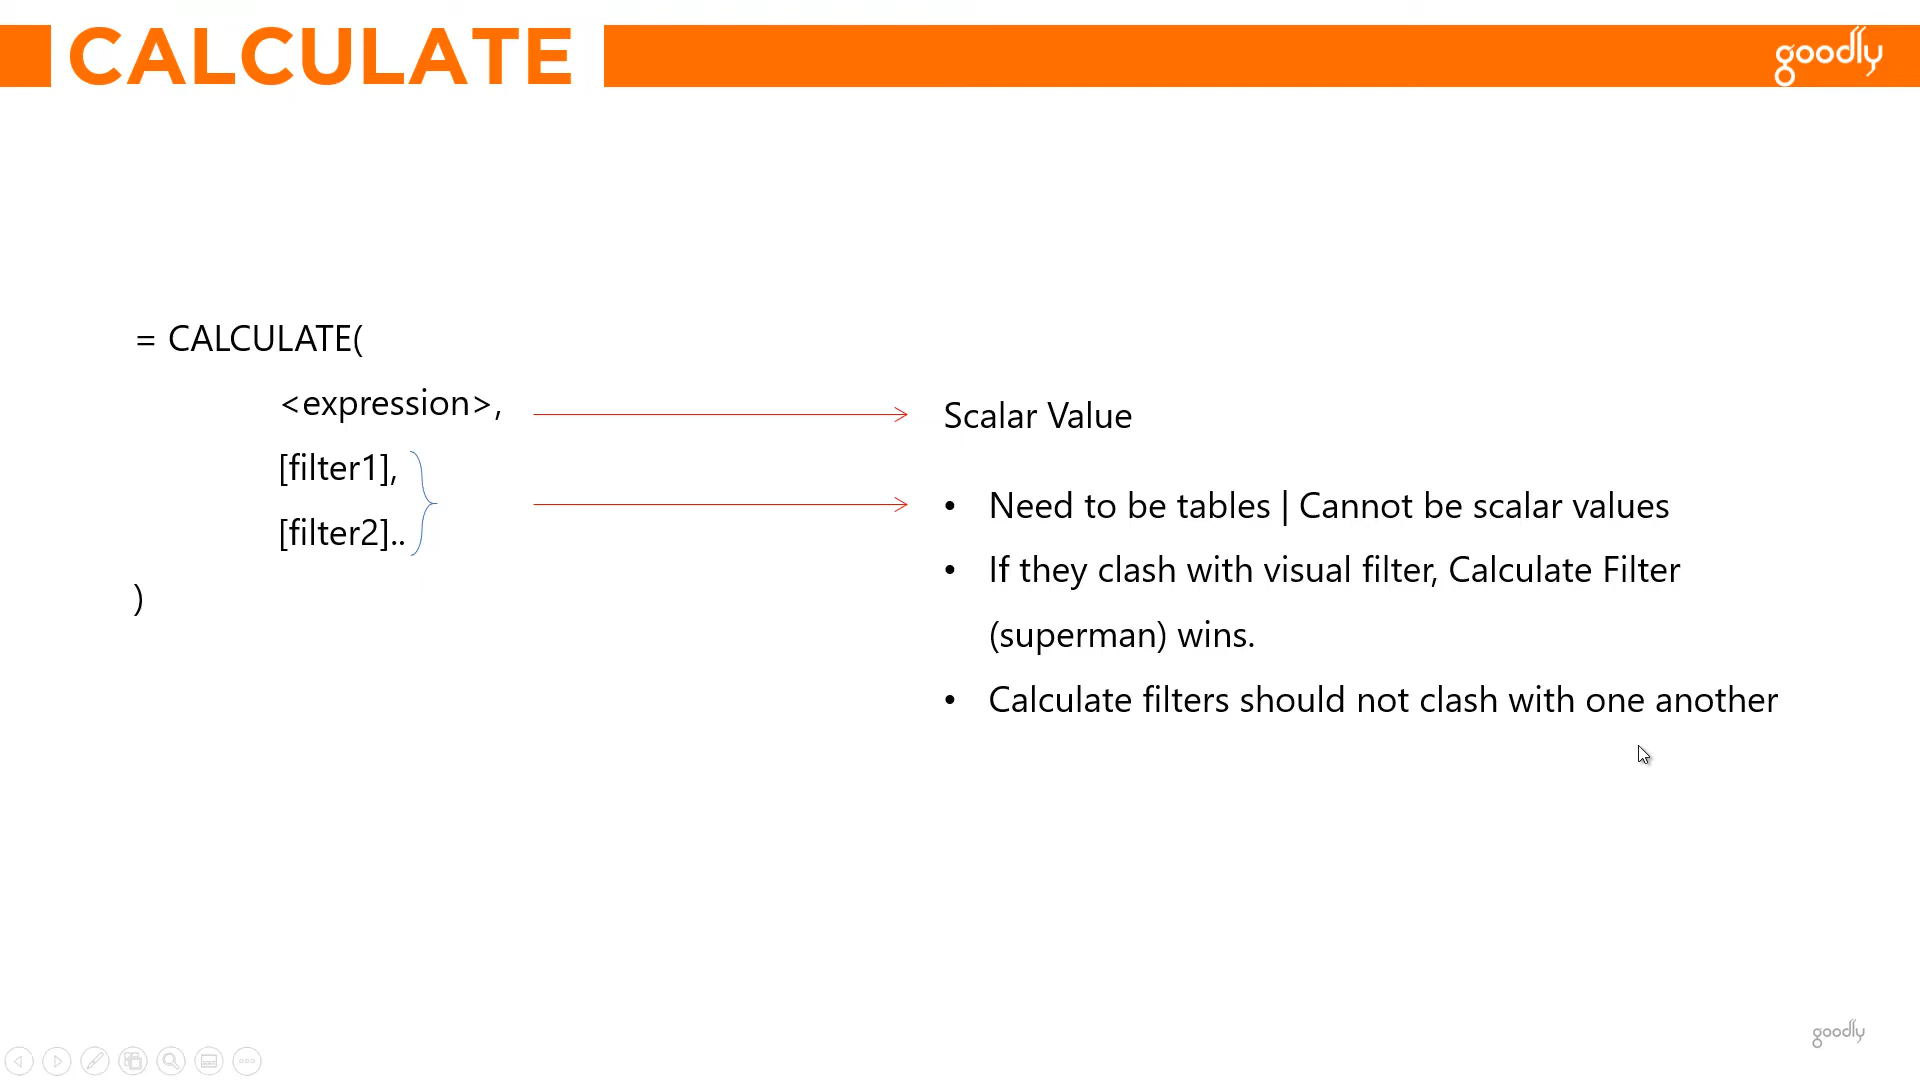 CALCULATE
goodly
= CALCULATE(
<expression>,
[filter1],
[filter2]..
)
Scalar Value
• Need to be tables | Cannot be scalar values
• If they clash with visual filter, Calculate Filter
(superman) wins.
• Calculate filters should not clash with one another
goodly